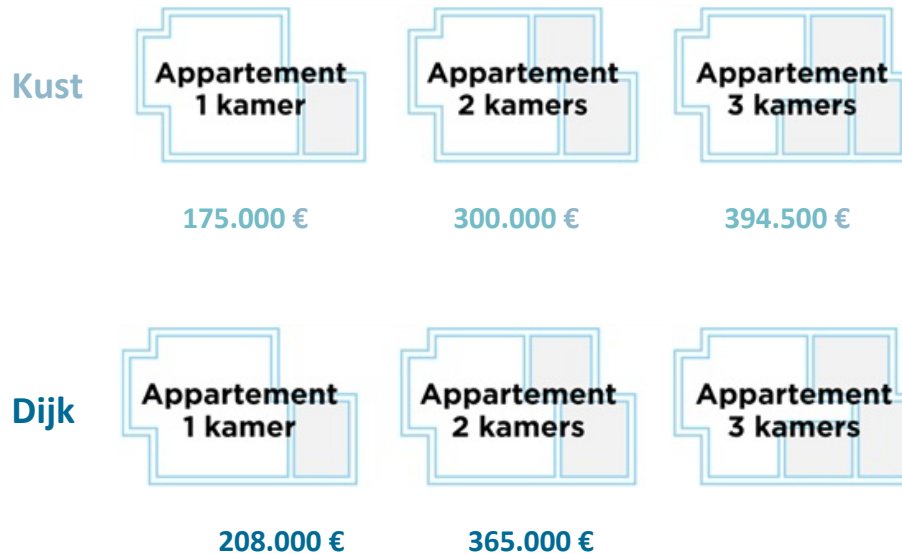 Kust
Appartement
1 kamer
Appartement
2 kamers
Appartement
3 kamers
175.000 €
300.000 €
394.500 €
Dijk
Appartement
1 kamer
Appartement
2 kamers
Appartement
3 kamers
208.000 €
365.000 €